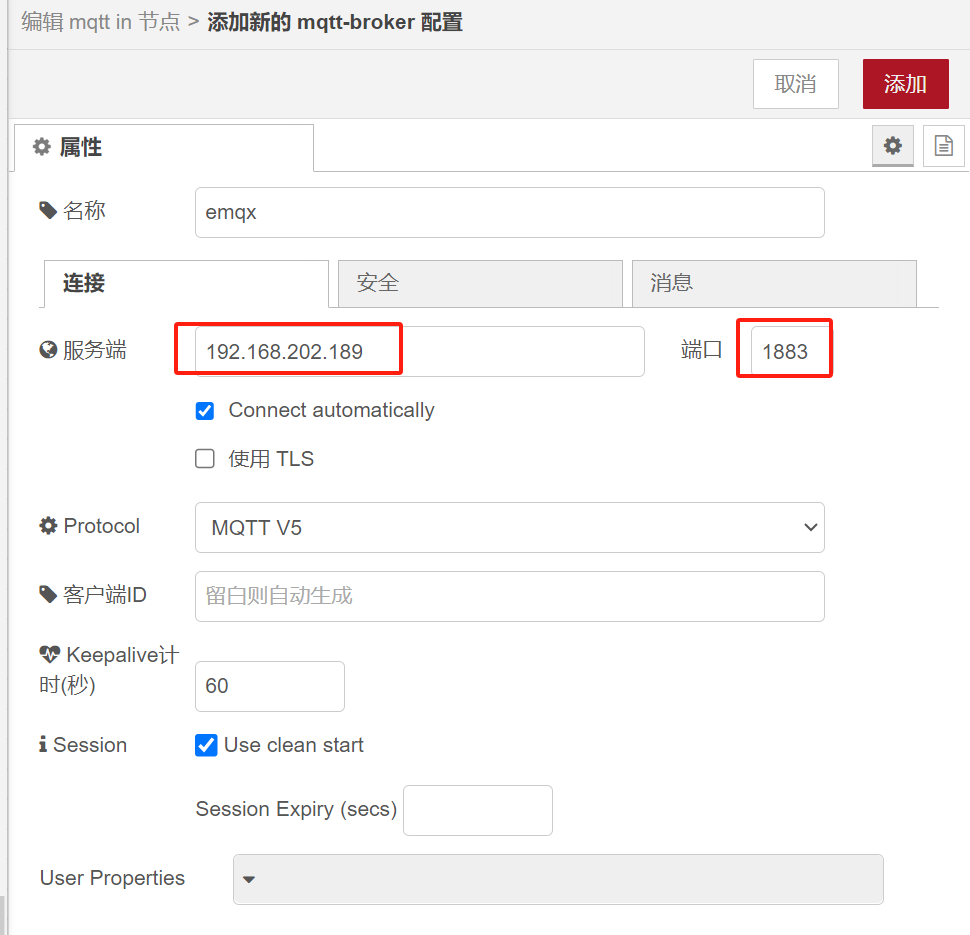 编辑 mqtt in 节点 > 添加新的 mqtt-broker 配置
取消 添加
属性
名称 emqx
连接 安全 消息
服务端 192.168.202.189 端口 1883
Connect automatically
使用 TLS
Protocol MQTT V5
客户端ID 留白则自动生成
Keepalive计
时(秒) 60
Session Use clean start
Session Expiry (secs)
User Properties